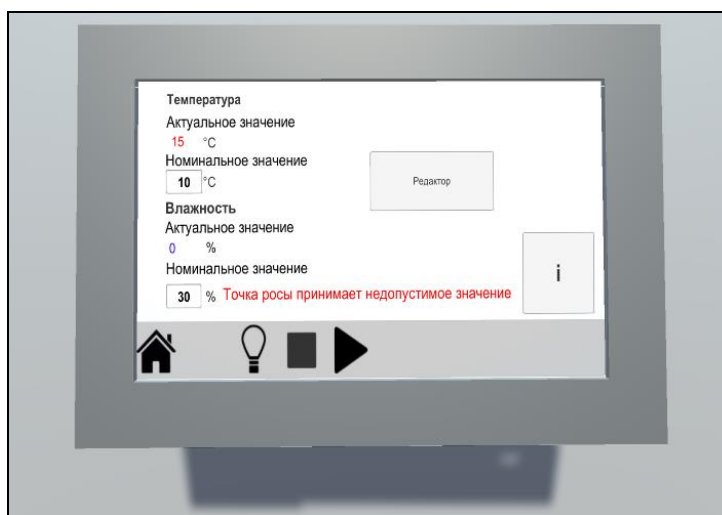 Температура
Актуальное значение
15 °C
Номинальное значение
10 °C
Редактор
Влажность
Актуальное значение
0 %
Номинальное значение
30 % Точка росы принимает недопустимое значение
i